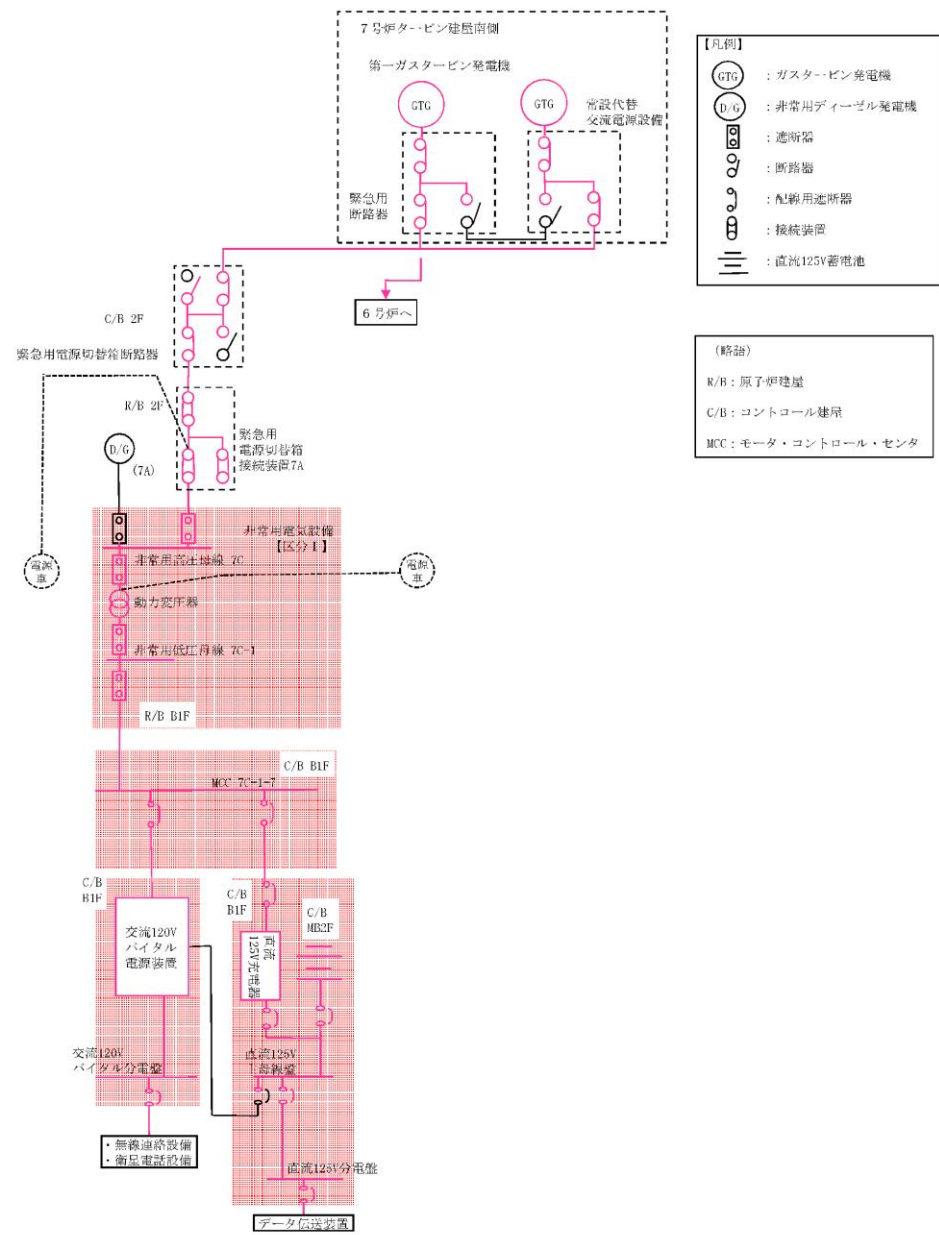 7号炉タービン建屋南側
第一ガスタービン発電機
GTG
GTG
常設代替
交流電源設備
緊急用
断路器
6号炉へ
C/B 2F
緊急用電源切替箱断路器
R/B 2F
緊急用
電源切替箱
接続装置7A
D/G
(7A)
電源
車
非常用電気設備
【区分Ⅰ】
非常用高圧母線 7C
電源
車
動力変圧器
非常用低圧母線 7C-1
R/B B1F
C/B B1F
MCC 7C-1-7
C/B
B1F
交流120V
バイタル
電源装置
C/B
B1F
C/B
MB2F
直流
125V充電器
交流120V
バイタル分電盤
直流125V
主母線盤
・無線連絡設備
・衛星電話設備
直流125V分電盤
データ伝送装置
【凡例】
GTG
：ガスタービン発電機
D/G
：非常用ディーゼル発電機
：遮断器
：断路器
：配線用遮断器
：接続装置
：直流125V蓄電池
（略語）
R/B：原子炉建屋
C/B：コントロール建屋
MCC：モータ・コントロール・センタ